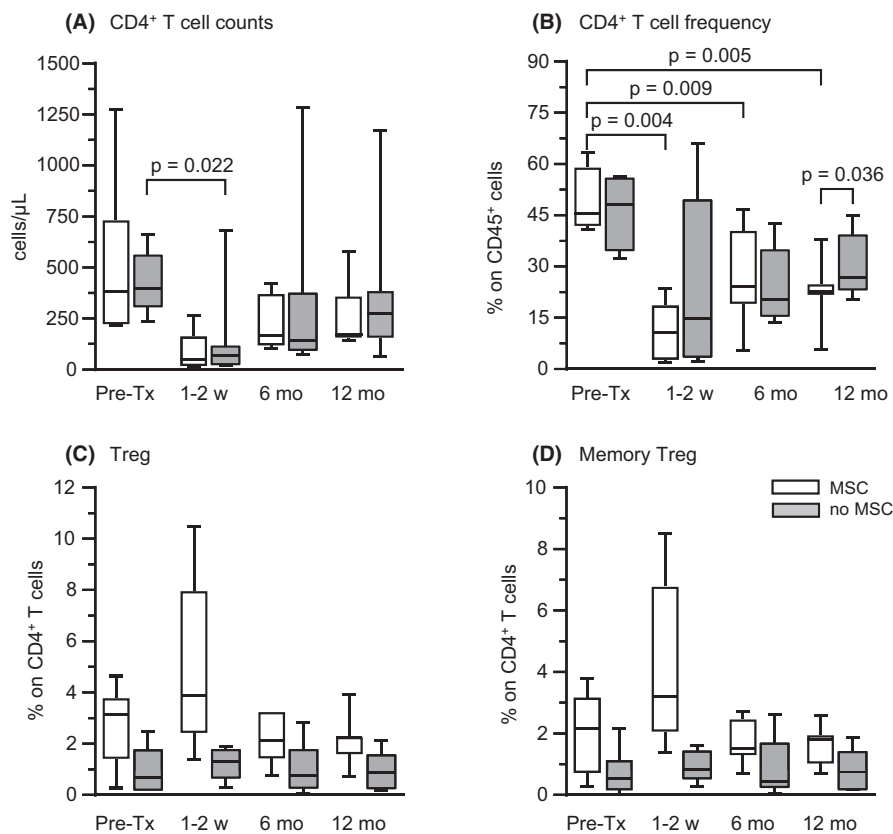 (A) CD4⁺ T cell counts
1500
1250
1000
750
500
250
0
cells/µL
p = 0.022
Pre-Tx 1-2 w 6 mo 12 mo
(B) CD4⁺ T cell frequency
90
75
60
45
30
15
0
% on CD45⁺ cells
p = 0.005
p = 0.009
p = 0.004
p = 0.036
Pre-Tx 1-2 w 6 mo 12 mo
(C) Treg
12
10
8
6
4
2
0
% on CD4⁺ T cells
Pre-Tx 1-2 w 6 mo 12 mo
(D) Memory Treg
10
8
6
4
2
0
% on CD4⁺ T cells
MSC
no MSC
Pre-Tx 1-2 w 6 mo 12 mo